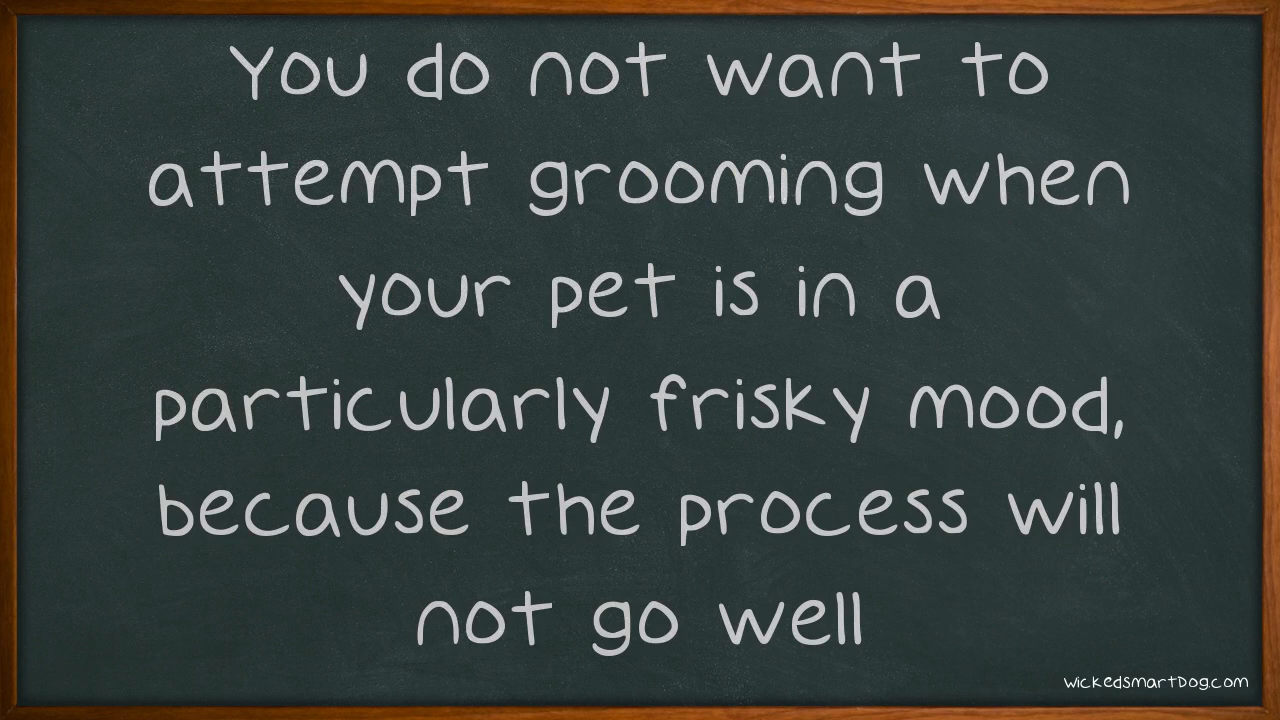 You do not want to
attempt grooming when
your pet is in a
particularly frisky mood,
because the process will
not go well
wickedsmartDog.com